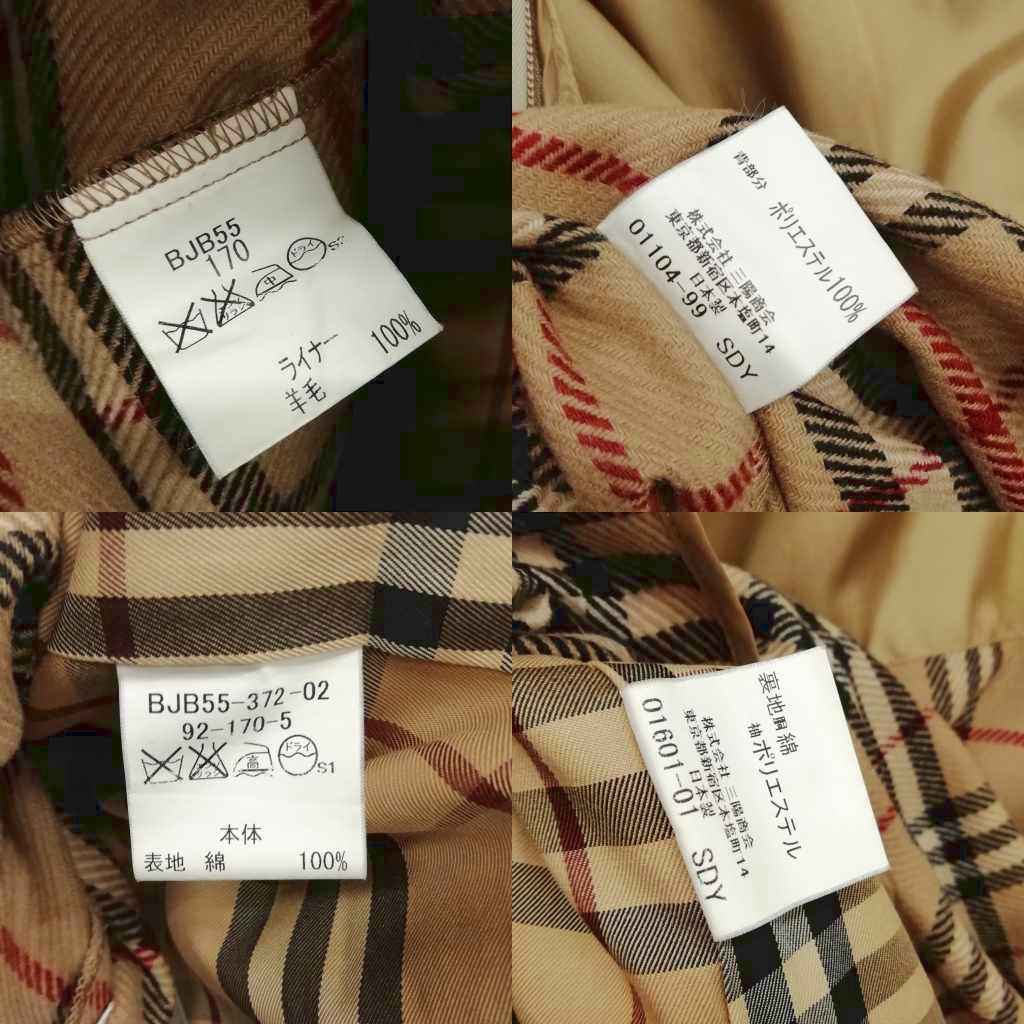 BJB55
170
中
ドライ
ライナー
羊毛 100%
背部分
ポリエステル100%
株式会社 三陽商会
東京都新宿区本塩町14
日本製
01104-99 SDY
BJB55-372-02
92-170-5
高
ドライ
S1
本体
表地 綿 100%
裏地胴綿
袖ポリエステル
株式会社 三陽商会
東京都新宿区本塩町14
日本製
01601-01 SDY